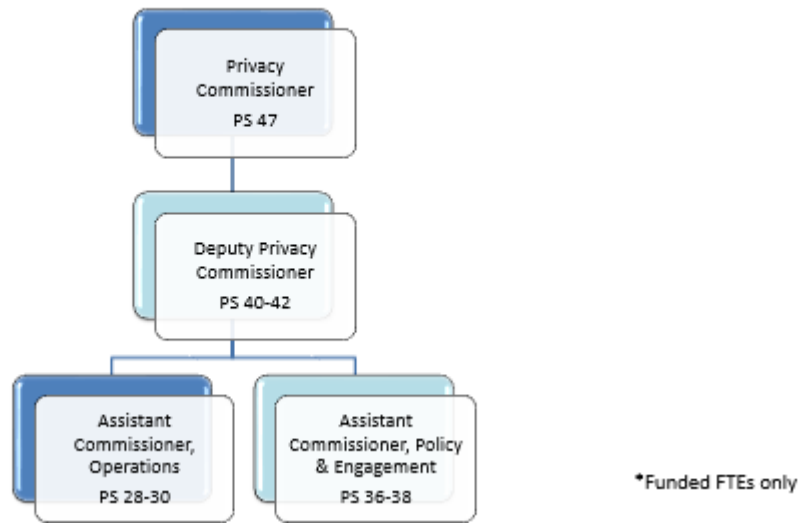 Privacy
Commissioner
PS 47
Deputy Privacy
Commissioner
PS 40-42
Assistant
Commissioner,
Operations
PS 28-30
Assistant
Commissioner, Policy
& Engagement
PS 36-38
*Funded FTEs only